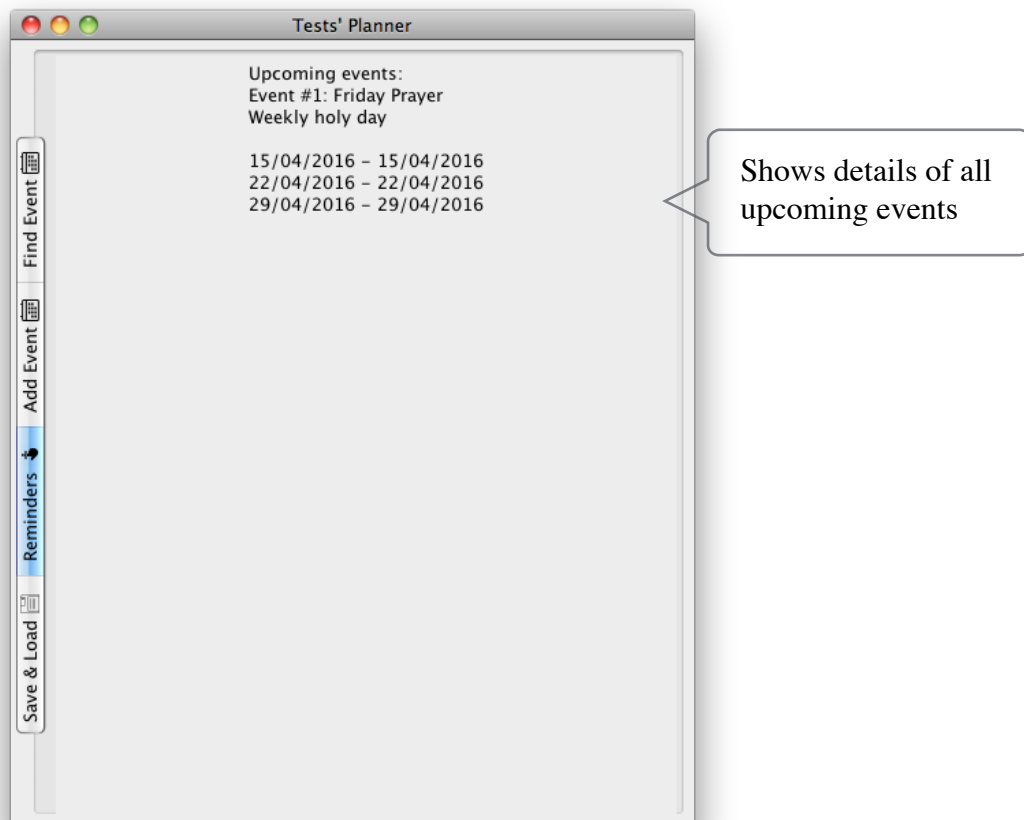 Tests' Planner
Upcoming events:
Event #1: Friday Prayer
Weekly holy day
15/04/2016 – 15/04/2016
22/04/2016 – 22/04/2016
29/04/2016 – 29/04/2016
Shows details of all
upcoming events
Find Event
Add Event
Reminders
Save & Load